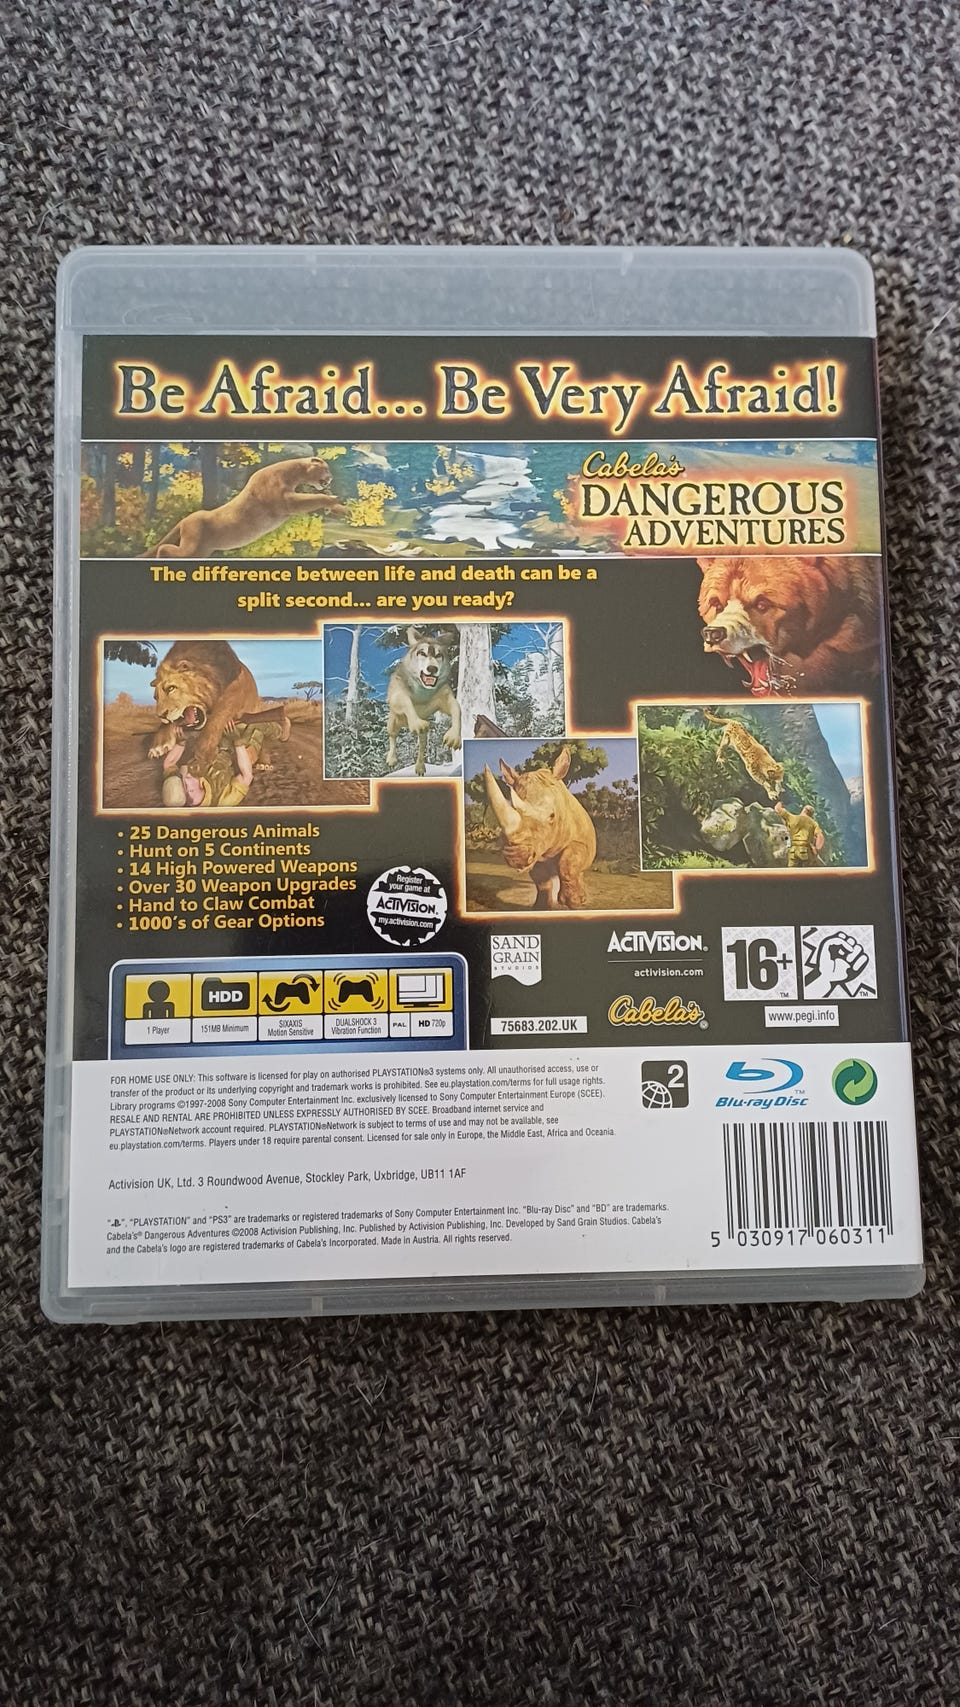 Be Afraid... Be Very Afraid!
Cabela's
DANGEROUS
ADVENTURES
The difference between life and death can be a
split second... are you ready?
• 25 Dangerous Animals
• Hunt on 5 Continents
• 14 High Powered Weapons
• Over 30 Weapon Upgrades
• Hand to Claw Combat
• 1000's of Gear Options
Register
your game at
ACTIVISION.
my.activision.com
SAND
GRAIN
STUDIOS
ACTIVISION®
activision.com
75683.202.UK
Cabela's®
16+™
™
www.pegi.info
HDD
1 Player
151MB Minimum
SIXAXIS
Motion Sensitive
DUALSHOCK 3
Vibration Function
PAL HD 720p
FOR HOME USE ONLY: This software is licensed for play on authorised PLAYSTATION®3 systems only. All unauthorised access, use or
transfer of the product or its underlying copyright and trademark works is prohibited. See eu.playstation.com/terms for full usage rights.
Library programs ©1997-2008 Sony Computer Entertainment Inc. exclusively licensed to Sony Computer Entertainment Europe (SCEE).
RESALE AND RENTAL ARE PROHIBITED UNLESS EXPRESSLY AUTHORISED BY SCEE. Broadband internet service and
PLAYSTATION®Network account required. PLAYSTATION®Network is subject to terms of use and may not be available, see
eu.playstation.com/terms. Players under 18 require parental consent. Licensed for sale only in Europe, the Middle East, Africa and Oceania.
2
Blu-ray Disc™
Activision UK, Ltd. 3 Roundwood Avenue, Stockley Park, Uxbridge, UB11 1AF
" ", "PLAYSTATION" and "PS3" are trademarks or registered trademarks of Sony Computer Entertainment Inc. "Blu-ray Disc" and "BD" are trademarks.
Cabela's® Dangerous Adventures ©2008 Activision Publishing, Inc. Published by Activision Publishing, Inc. Developed by Sand Grain Studios. Cabela's
and the Cabela's logo are registered trademarks of Cabela's Incorporated. Made in Austria. All rights reserved.
5 030917 060311